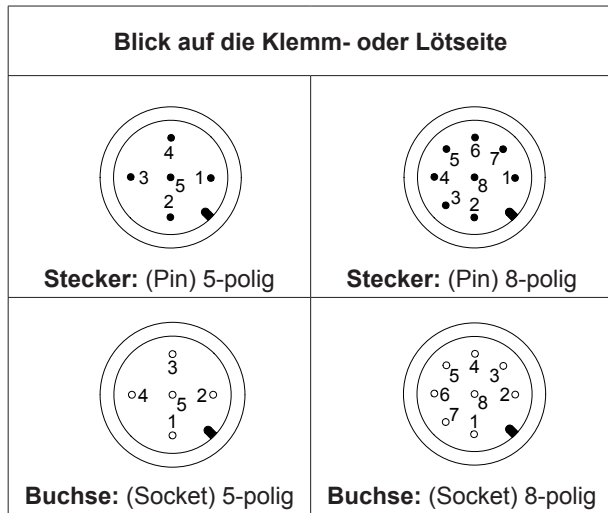 Blick auf die Klemm- oder Lötseite
4
3 5 1
2
Stecker: (Pin) 5-polig
6
5 7
4 8 1
3 2
Stecker: (Pin) 8-polig
3
4 5 2
1
Buchse: (Socket) 5-polig
4
5 3
6 8 2
7 1
Buchse: (Socket) 8-polig